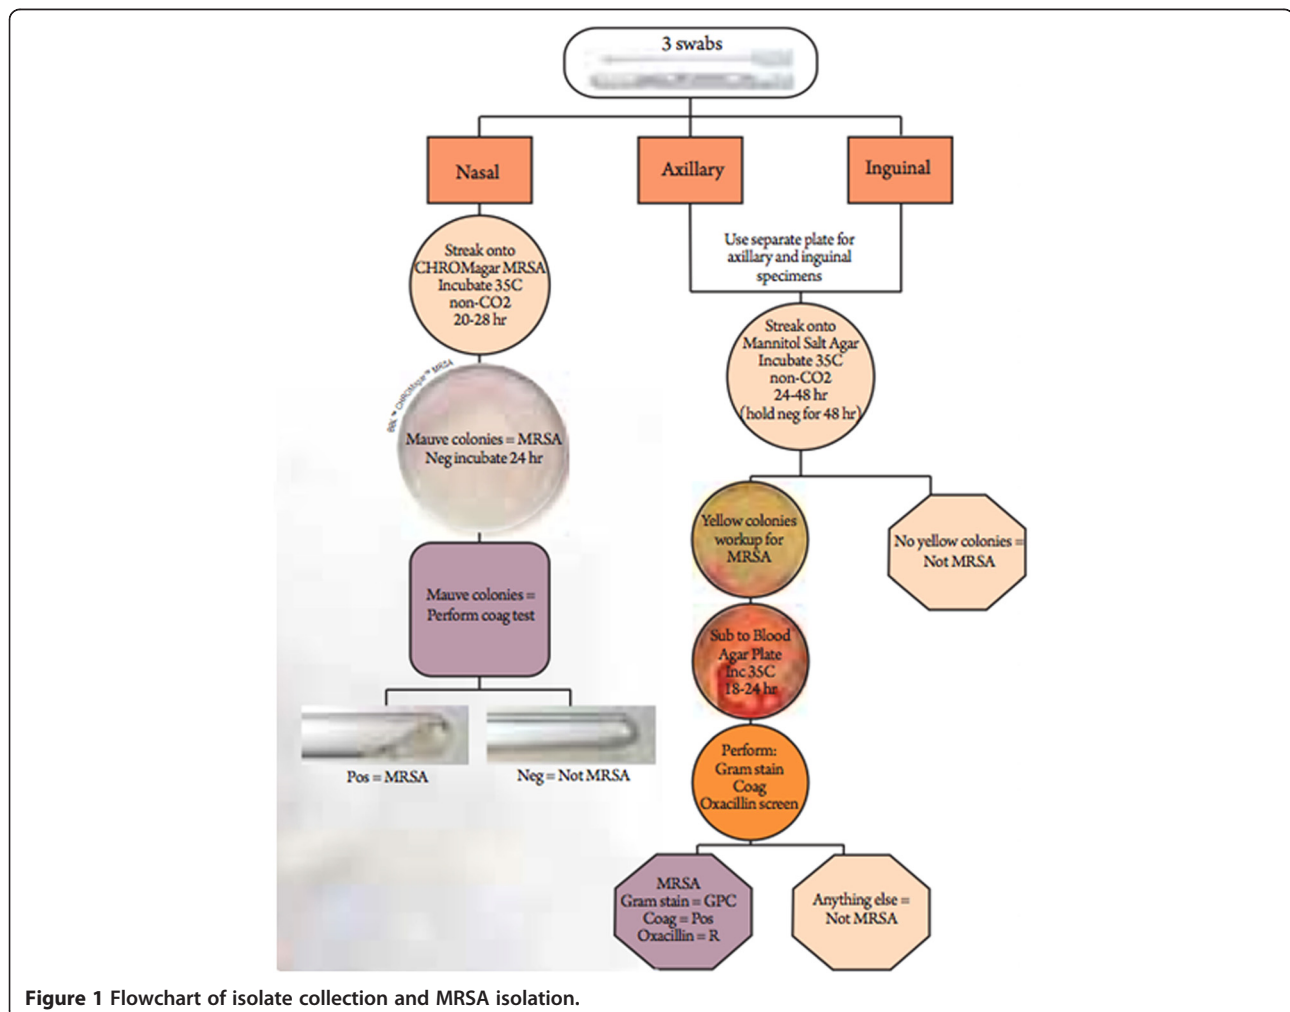 3 swabs
Nasal
Axillary
Inguinal
Streak onto
CHROMagar MRSA
Incubate 35C
non-CO2
20-28 hr
Use separate plate for
axillary and inguinal
specimens
Streak onto
Mannitol Salt Agar
Incubate 35C
non-CO2
24-48 hr
(hold neg for 48 hr)
BBL™ CHROMagar™ MRSA
Mauve colonies = MRSA
Neg incubate 24 hr
Yellow colonies
workup for
MRSA
No yellow colonies =
Not MRSA
Mauve colonies =
Perform coag test
Sub to Blood
Agar Plate
Inc 35C
18-24 hr
Pos = MRSA
Neg = Not MRSA
Perform:
Gram stain
Coag
Oxacillin screen
MRSA
Gram stain = GPC
Coag = Pos
Oxacillin = R
Anything else =
Not MRSA
Figure 1 Flowchart of isolate collection and MRSA isolation.